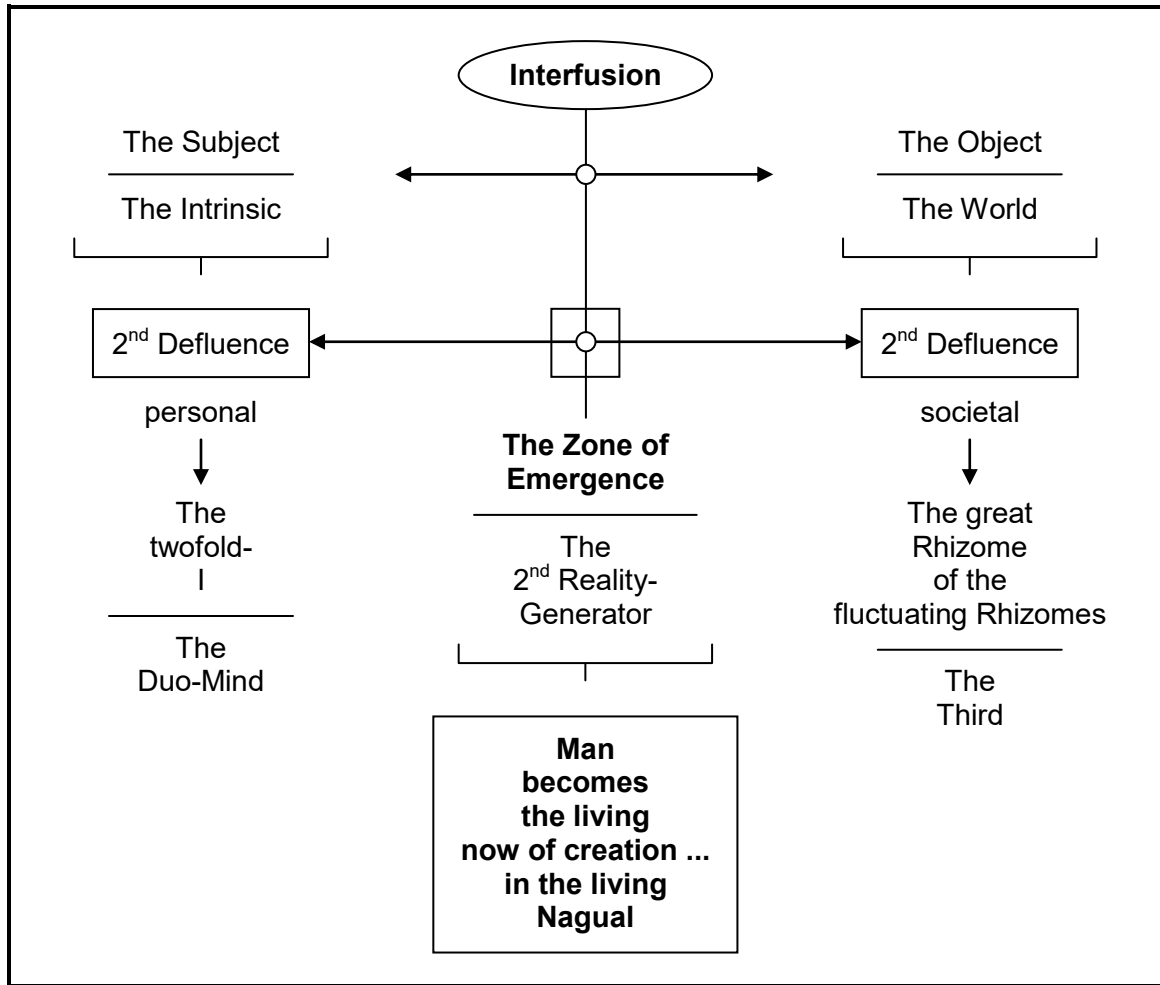 Interfusion
The Subject
The Intrinsic
The Object
The World
2nd Defluence
2nd Defluence
personal
The
twofold-
I
The
Duo-Mind
The Zone of
Emergence
The
2nd Reality-
Generator
societal
The great
Rhizome
of the
fluctuating Rhizomes
The
Third
Man
becomes
the living
now of creation ...
in the living
Nagual